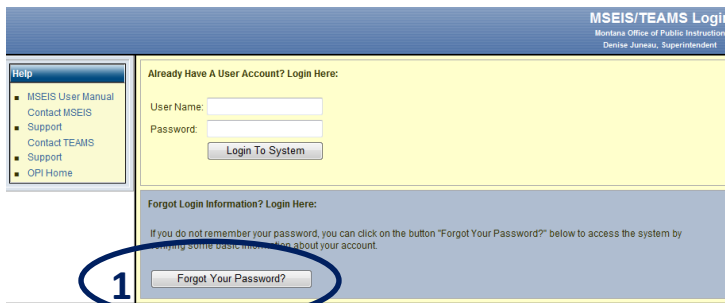 MSEIS/TEAMS Login
Montana Office of Public Instruction
Denise Juneau, Superintendent
Help
MSEIS User Manual
Contact MSEIS
Support
Contact TEAMS
Support
OPI Home
Already Have A User Account? Login Here:
User Name:
Password:
Login To System
Forgot Login Information? Login Here:
If you do not remember your password, you can click on the button "Forgot Your Password?" below to access the system by
verifying some basic information about your account.
1
Forgot Your Password?